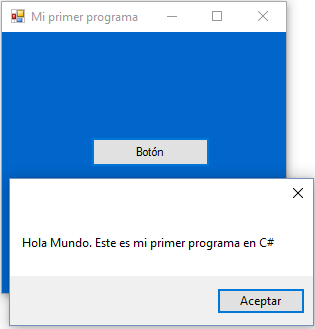 Mi primer programa
Botón
Hola Mundo. Este es mi primer programa en C#
Aceptar